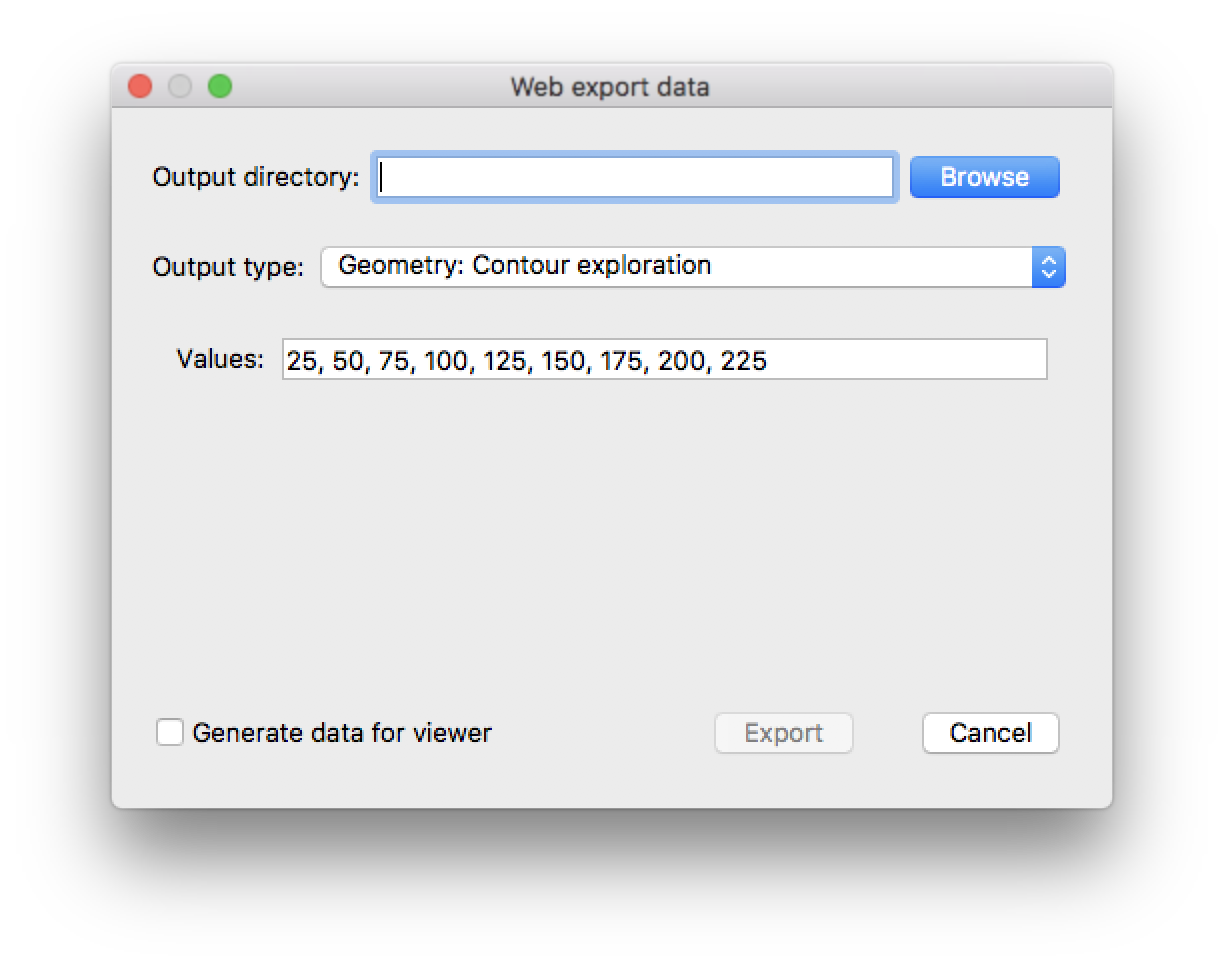 Web export data
Output directory: Browse
Output type: Geometry: Contour exploration
Values: 25, 50, 75, 100, 125, 150, 175, 200, 225
Generate data for viewer Export Cancel